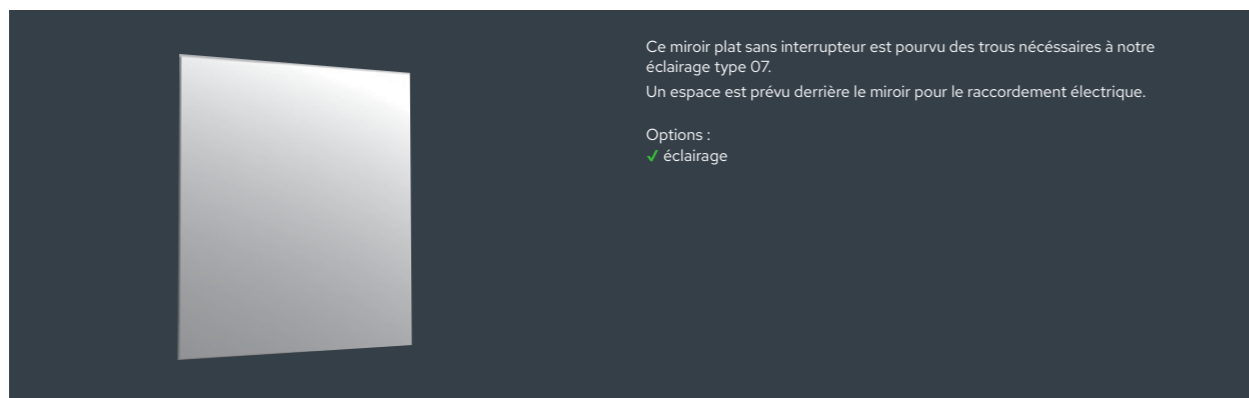 Ce miroir plat sans interrupteur est pourvu des trous nécéssaires à notre
éclairage type 07.
Un espace est prévu derrière le miroir pour le raccordement électrique.
Options :
✓ éclairage